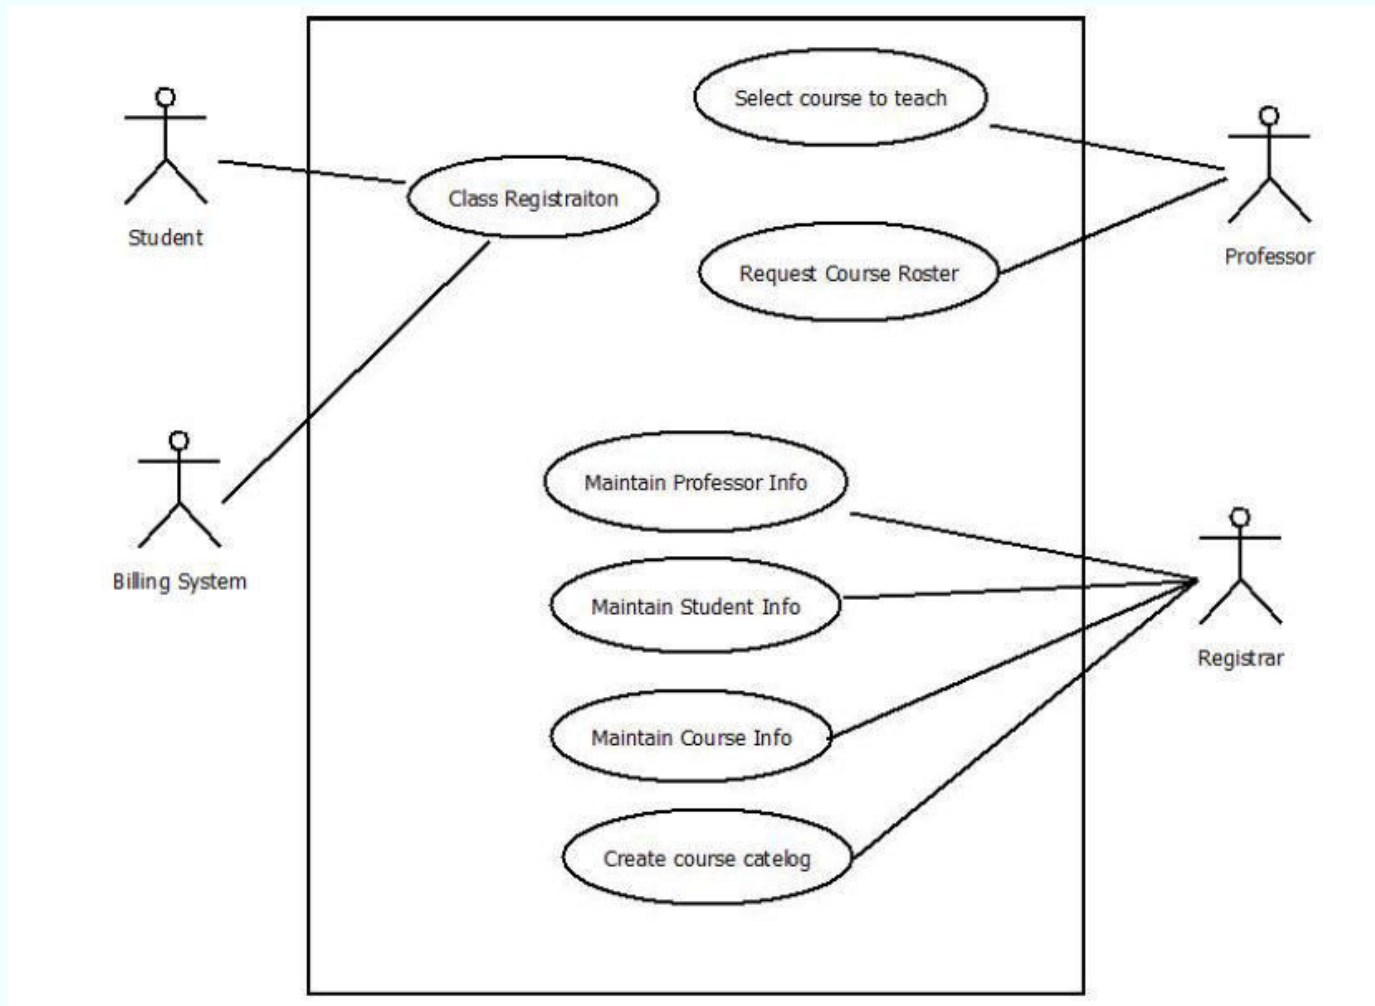 Select course to teach
Student
Class Registraiton
Professor
Request Course Roster
Billing System
Maintain Professor Info
Maintain Student Info
Registrar
Maintain Course Info
Create course catelog